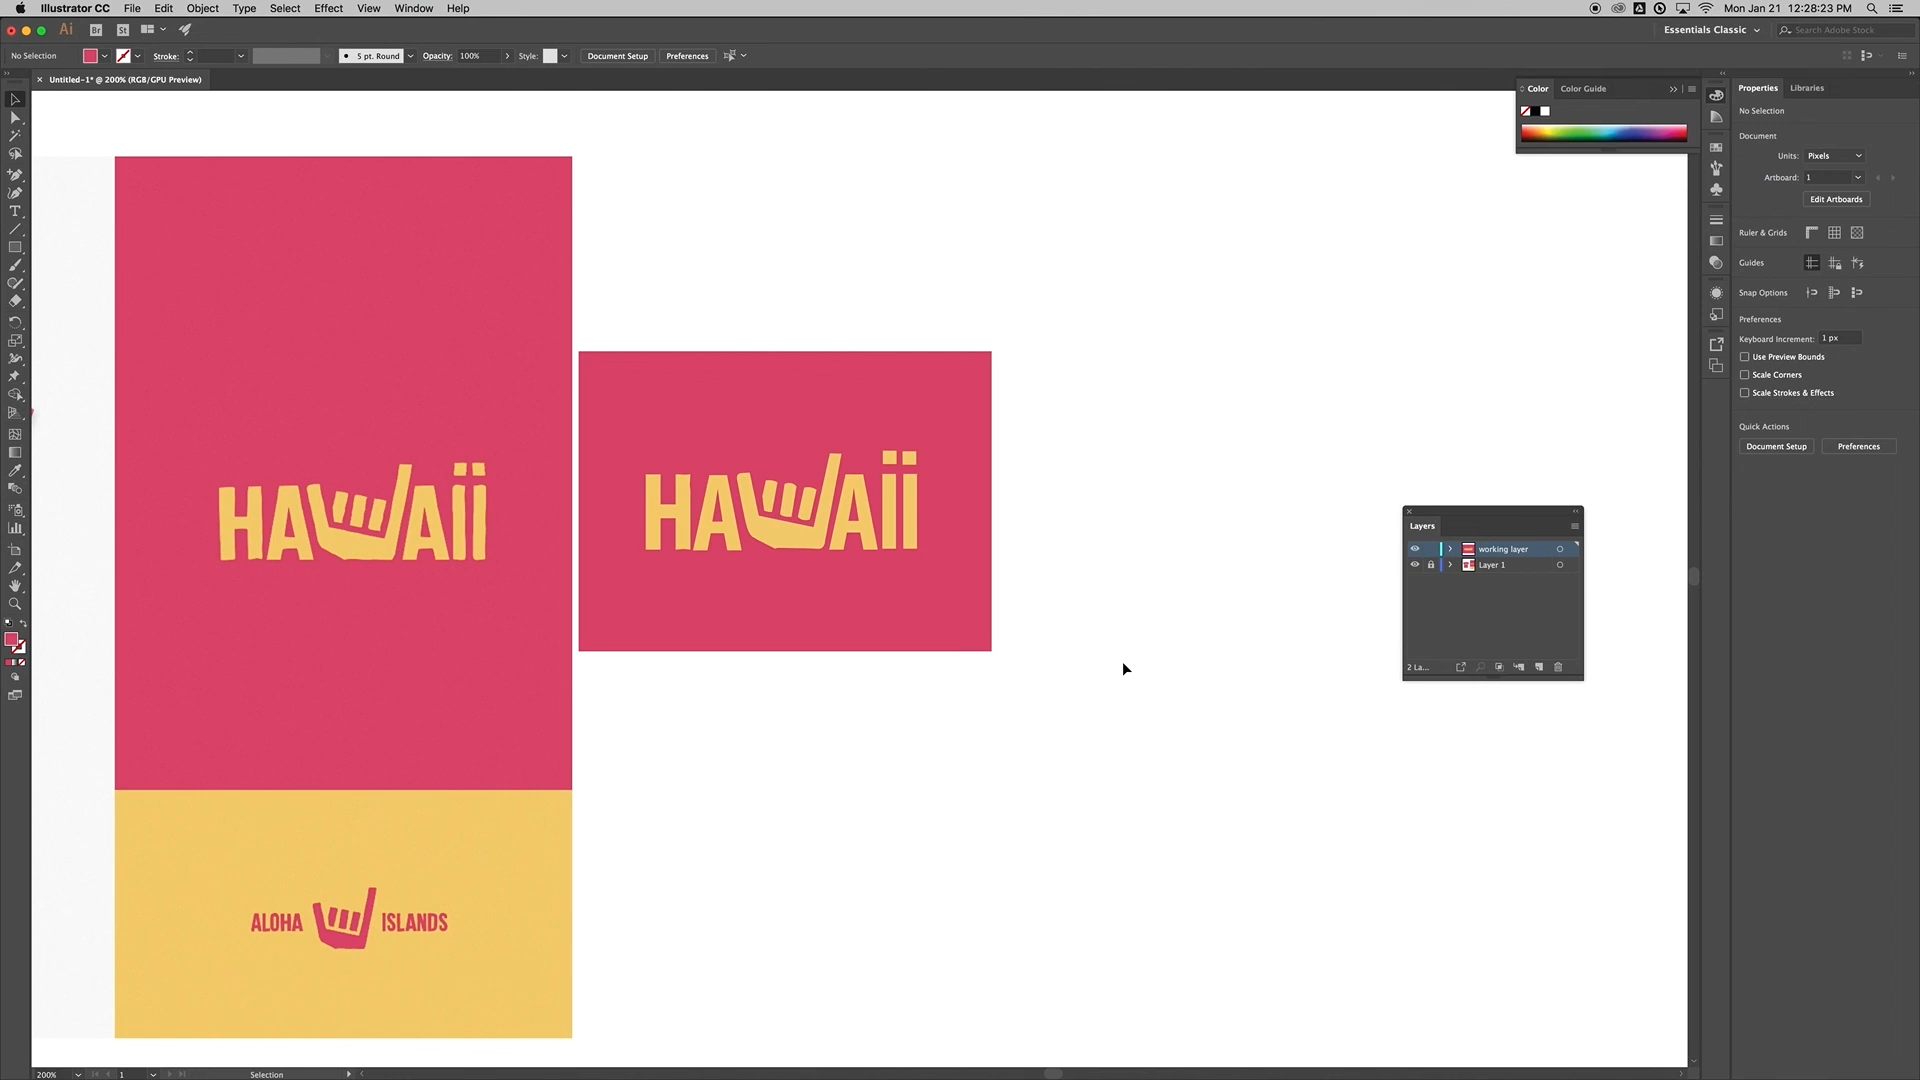 Illustrator CC File Edit Object Type Select Effect View Window Help Mon Jan 21 12:28:23 PM
Ai Br St Essentials Classic Search Adobe Stock
No Selection Stroke: 5 pt. Round Opacity: 100% Style: Document Setup Preferences
Untitled-1* @ 200% (RGB/GPU Preview)
Color Color Guide
Properties Libraries
No Selection
Document
Units: Pixels
Artboard: 1
Edit Artboards
Ruler & Grids
Guides
Snap Options
Preferences
Keyboard Increment: 1 px
Use Preview Bounds
Scale Corners
Scale Strokes & Effects
Quick Actions
Document Setup Preferences
HAWAii
HAWAii
Layers
working layer
Layer 1
2 La...
ALOHA ISLANDS
200% 1 Selection